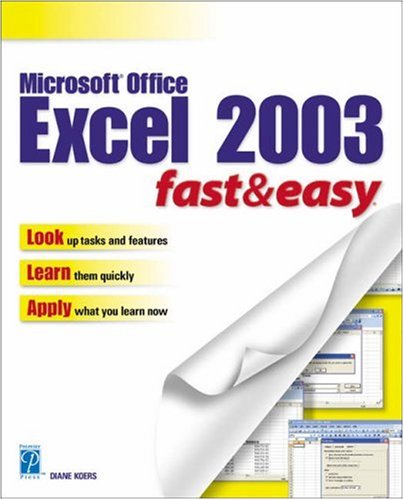 Microsoft® Office
Excel 2003
fast&easy
Look up tasks and features
Learn them quickly
Apply what you learn now
Premier
Press™
DIANE KOERS